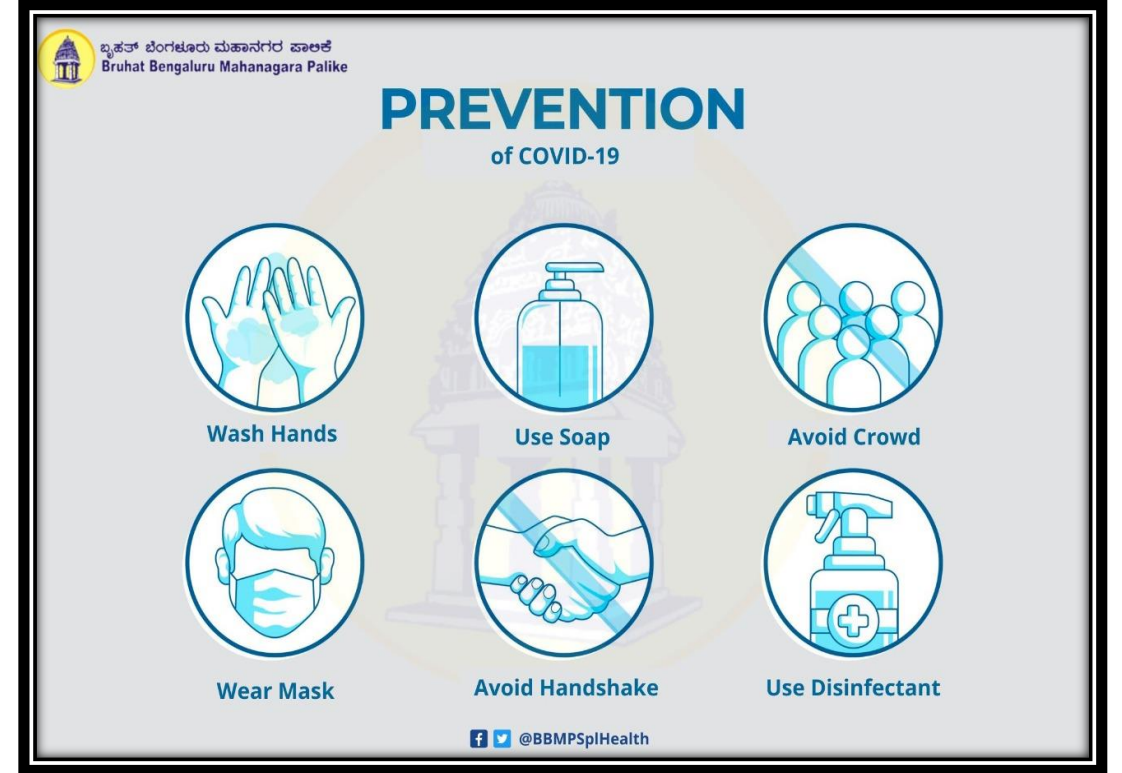 ಬೃಹತ್ ಬೆಂಗಳೂರು ಮಹಾನಗರ ಪಾಲಿಕೆ
Bruhat Bengaluru Mahanagara Palike
PREVENTION
of COVID-19
Wash Hands
Use Soap
Avoid Crowd
Wear Mask
Avoid Handshake
Use Disinfectant
@BBMPSplHealth